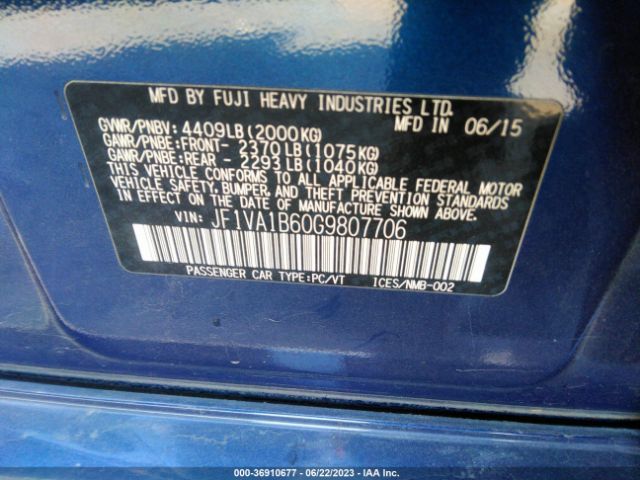 MFD BY FUJI HEAVY INDUSTRIES LTD.
GVWR/PNBV: 4409LB(2000KG) MFD IN 06/15
GAWR/PNBE:FRONT- 2370LB(1075KG)
GAWR/PNBE:REAR - 2293LB(1040KG)
THIS VEHICLE CONFORMS TO ALL APPLICABLE FEDERAL MOTOR
VEHICLE SAFETY, BUMPER, AND THEFT PREVENTION STANDARDS
IN EFFECT ON THE DATE OF MANUFACTURE SHOWN ABOVE.
VIN: JF1VA1B60G9807706
PASSENGER CAR TYPE:PC/VT ICES/NMB-002
000-36910677 - 06/22/2023 - IAA Inc.